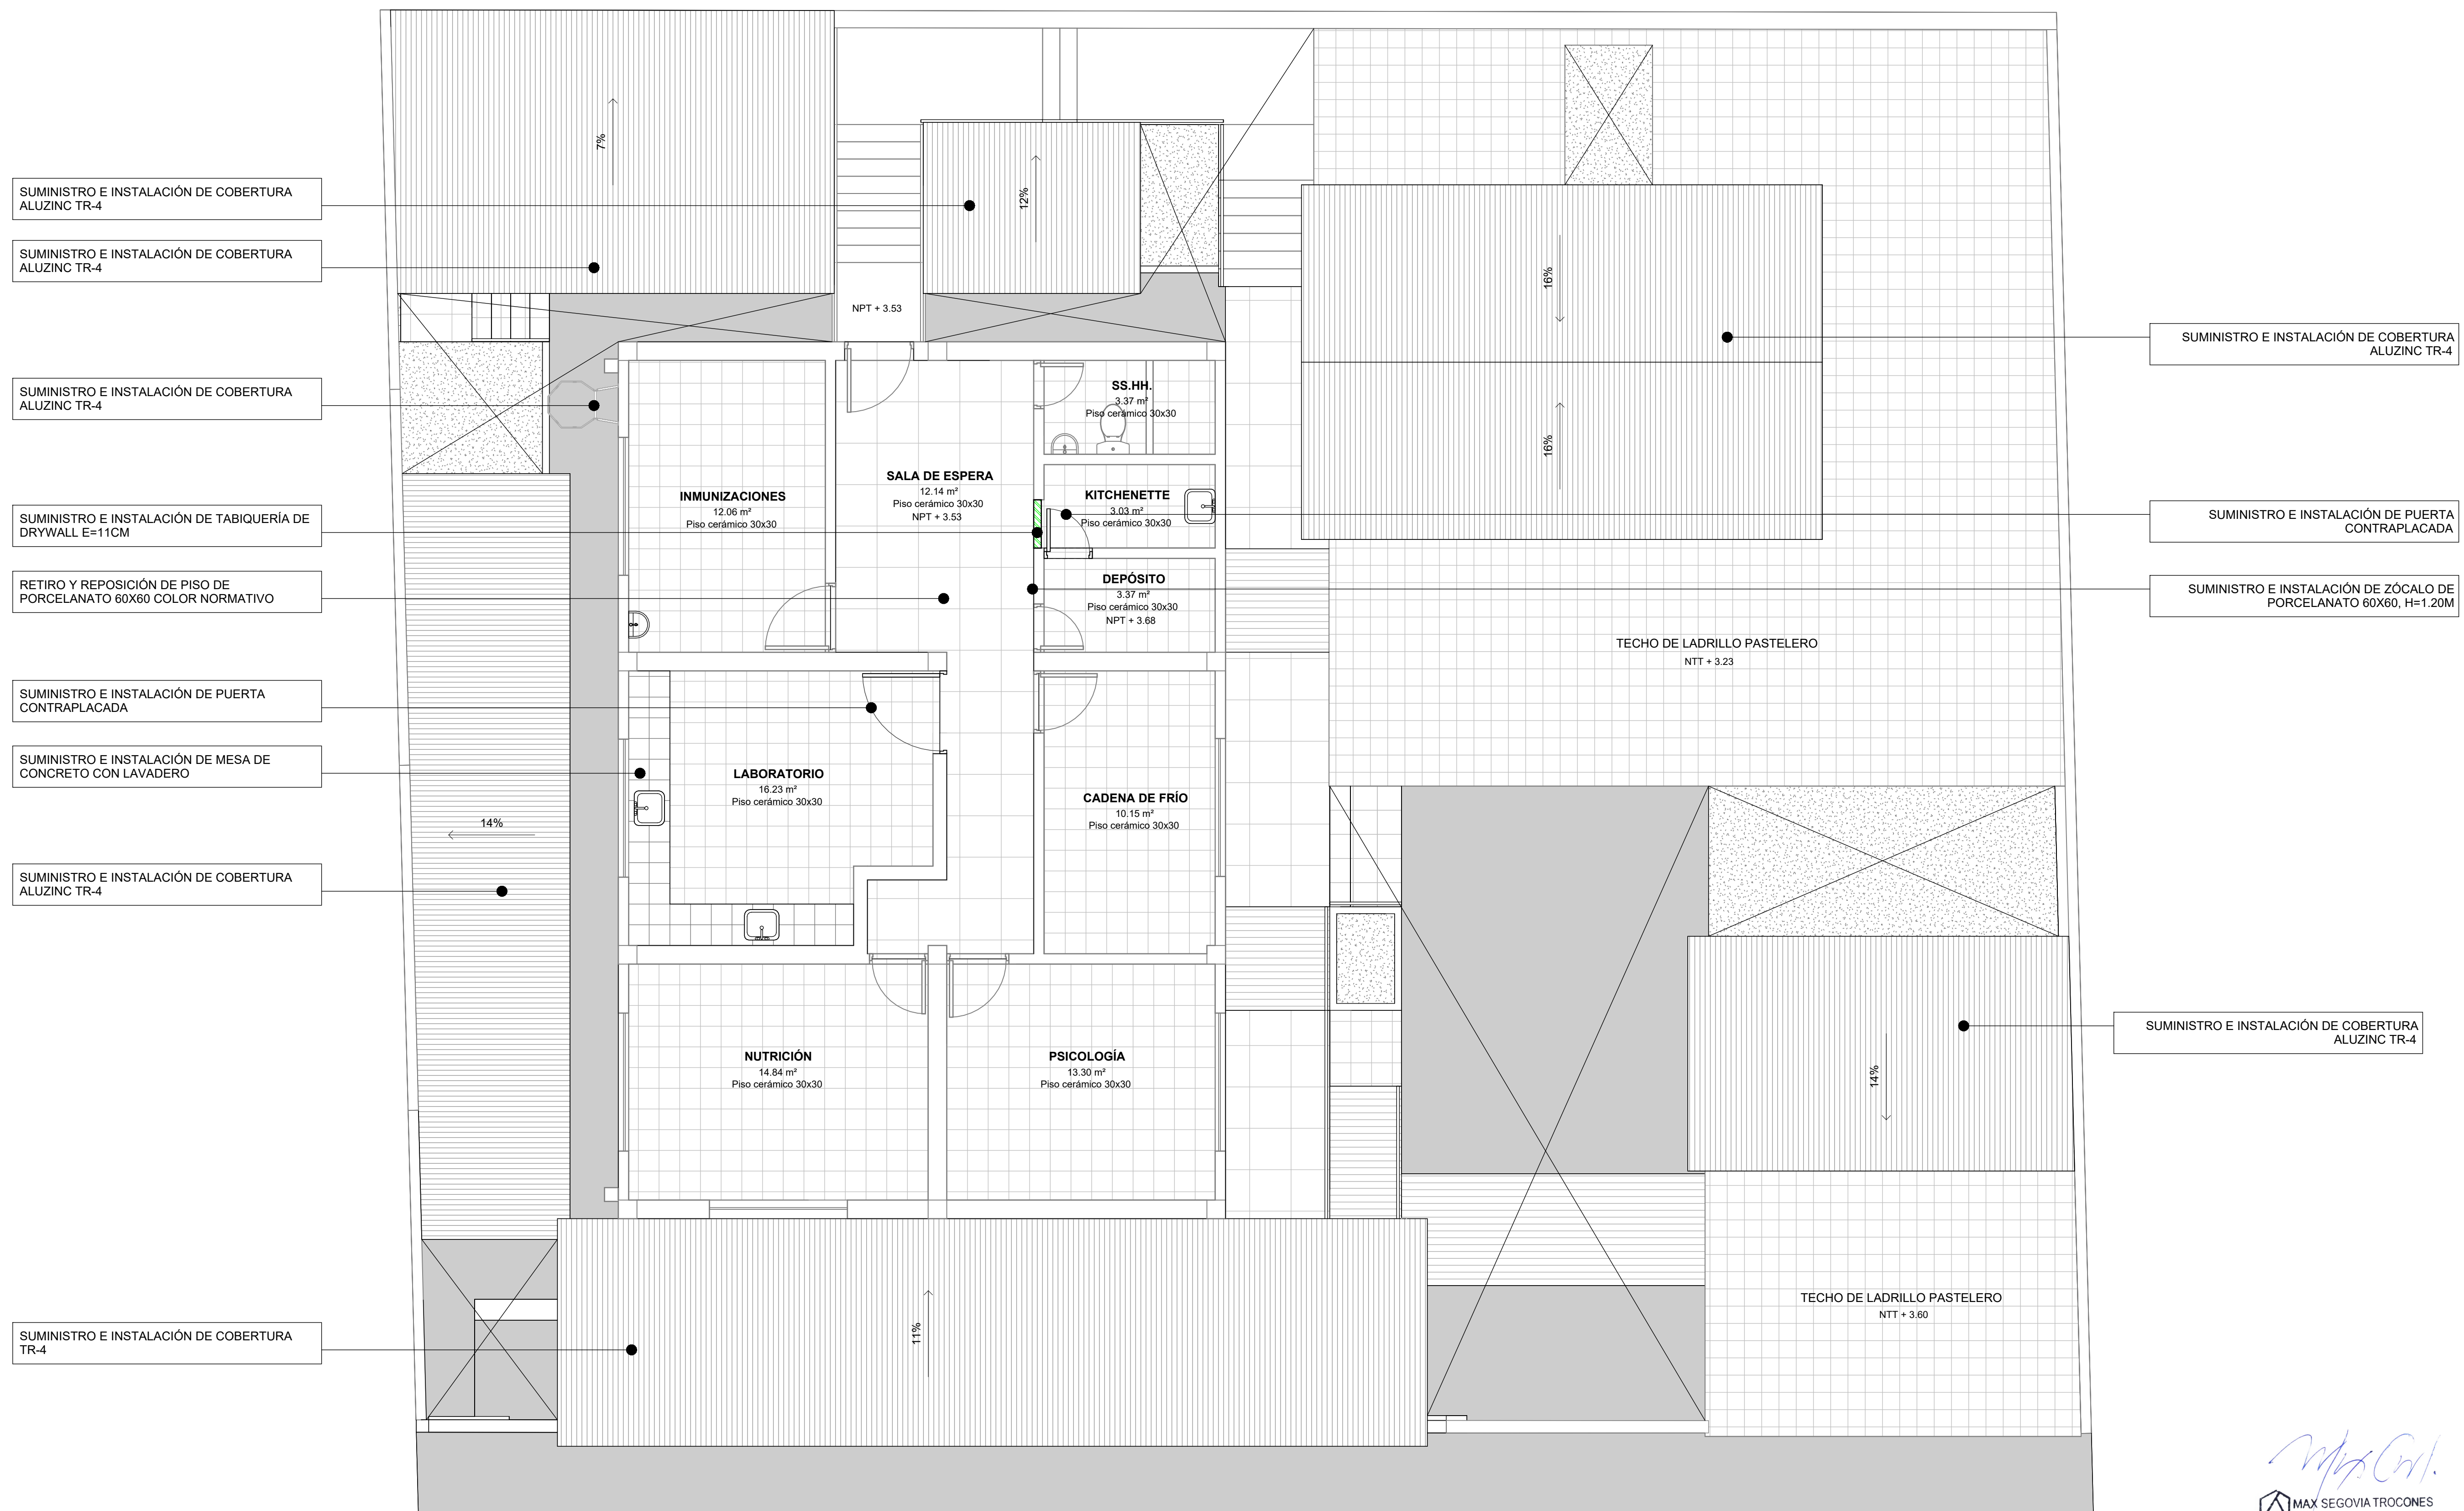 SUMINISTRO E INSTALACIÓN DE COBERTURA
ALUZINC TR-4
SUMINISTRO E INSTALACIÓN DE COBERTURA
ALUZINC TR-4
SUMINISTRO E INSTALACIÓN DE COBERTURA
ALUZINC TR-4
SUMINISTRO E INSTALACIÓN DE TABIQUERÍA DE
DRYWALL E=11CM
RETIRO Y REPOSICIÓN DE PISO DE
PORCELANATO 60X60 COLOR NORMATIVO
SUMINISTRO E INSTALACIÓN DE PUERTA
CONTRAPLACADA
SUMINISTRO E INSTALACIÓN DE MESA DE
CONCRETO CON LAVADERO
SUMINISTRO E INSTALACIÓN DE COBERTURA
ALUZINC TR-4
SUMINISTRO E INSTALACIÓN DE COBERTURA
TR-4
7%
12%
NPT + 3.53
INMUNIZACIONES
12.06 m²
Piso cerámico 30x30
SALA DE ESPERA
12.14 m²
Piso cerámico 30x30
NPT + 3.53
SS.HH.
3.37 m²
Piso cerámico 30x30
KITCHENETTE
3.03 m²
Piso cerámico 30x30
DEPÓSITO
3.37 m²
Piso cerámico 30x30
NPT + 3.68
LABORATORIO
16.23 m²
Piso cerámico 30x30
CADENA DE FRÍO
10.15 m²
Piso cerámico 30x30
14%
NUTRICIÓN
14.84 m²
Piso cerámico 30x30
PSICOLOGÍA
13.30 m²
Piso cerámico 30x30
11%
16%
16%
TECHO DE LADRILLO PASTELERO
NTT + 3.23
14%
TECHO DE LADRILLO PASTELERO
NTT + 3.60
SUMINISTRO E INSTALACIÓN DE COBERTURA
ALUZINC TR-4
SUMINISTRO E INSTALACIÓN DE PUERTA
CONTRAPLACADA
SUMINISTRO E INSTALACIÓN DE ZÓCALO DE
PORCELANATO 60X60, H=1.20M
SUMINISTRO E INSTALACIÓN DE COBERTURA
ALUZINC TR-4
MAX SEGOVIA TROCONES